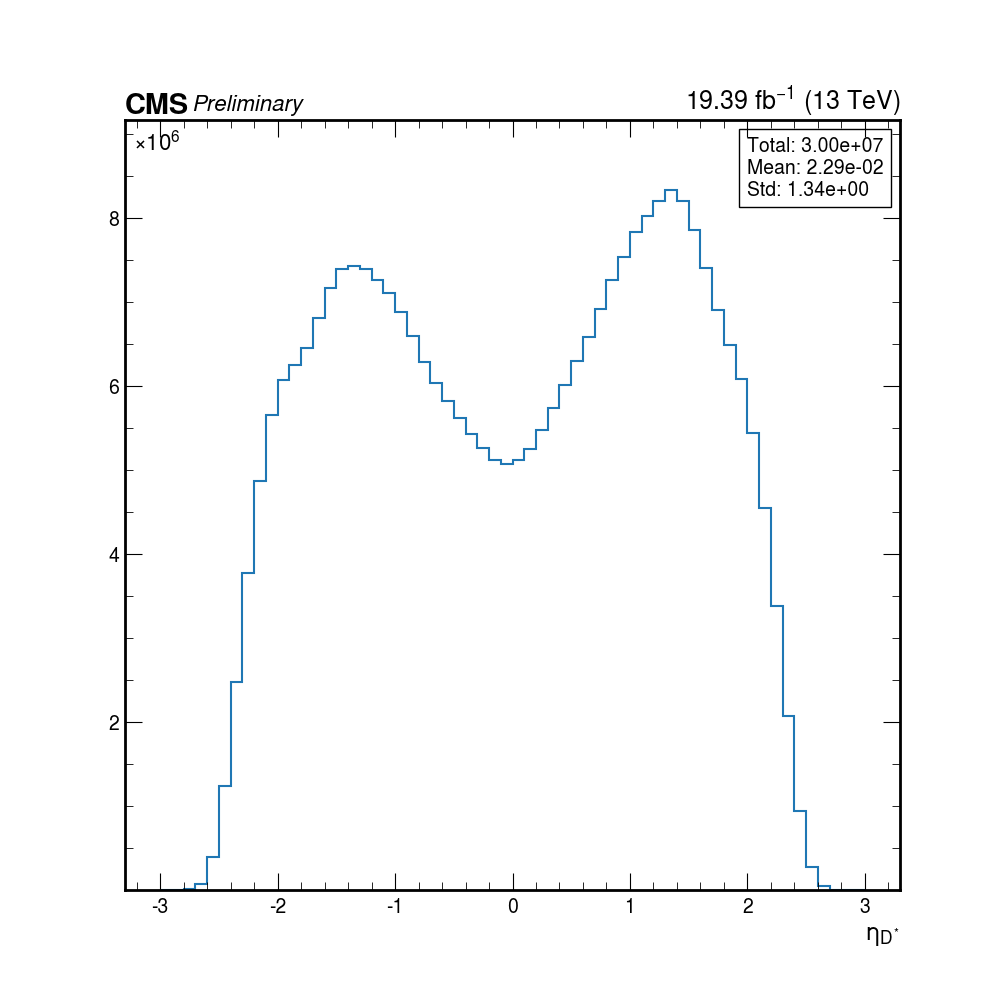 CMS Preliminary 19.39 fb⁻¹ (13 TeV)
×10⁶
Total: 3.00e+07
Mean: 2.29e-02
Std: 1.34e+00
8
6
4
2
-3 -2 -1 0 1 2 3
η_D*